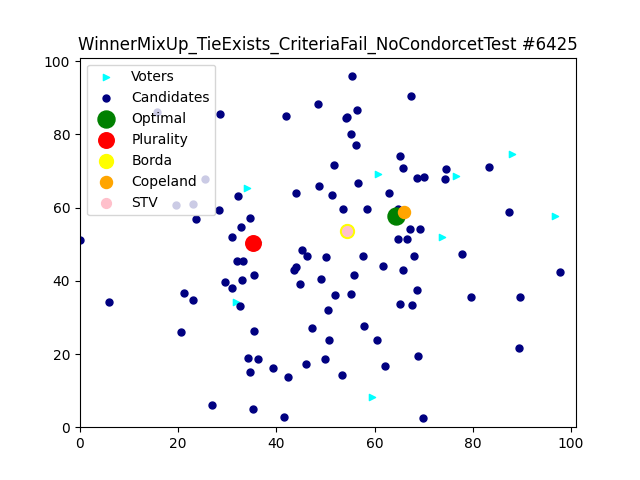 WinnerMixUp_TieExists_CriteriaFail_NoCondorcetTest #6425
100
80
60
40
20
0
0 20 40 60 80 100
Voters
Candidates
Optimal
Plurality
Borda
Copeland
STV